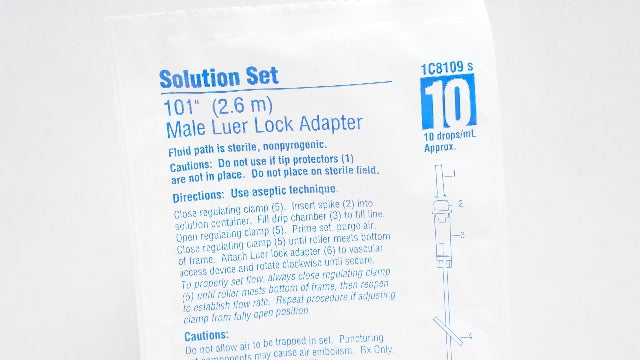 Solution Set
101" (2.6 m)
Male Luer Lock Adapter
Fluid path is sterile, nonpyrogenic.
Cautions: Do not use if tip protectors (1)
are not in place. Do not place on sterile field.
Directions: Use aseptic technique.
Close regulating clamp (5). Insert spike (2) into
solution container. Fill drip chamber (3) to fill line.
Open regulating clamp (5). Prime set, purge air.
Close regulating clamp (5) until roller meets bottom
of frame. Attach Luer lock adapter (6) to vascular
access device and rotate clockwise until secure.
To properly set flow, always close regulating clamp
(5) until roller meets bottom of frame, then reopen
to establish flow rate. Repeat procedure if adjusting
clamp from fully open position.
Cautions:
Do not allow air to be trapped in set. Puncturing
set components may cause air embolism. Rx Only.
1C8109 s
10
10 drops/mL
Approx.
1
2
3
4